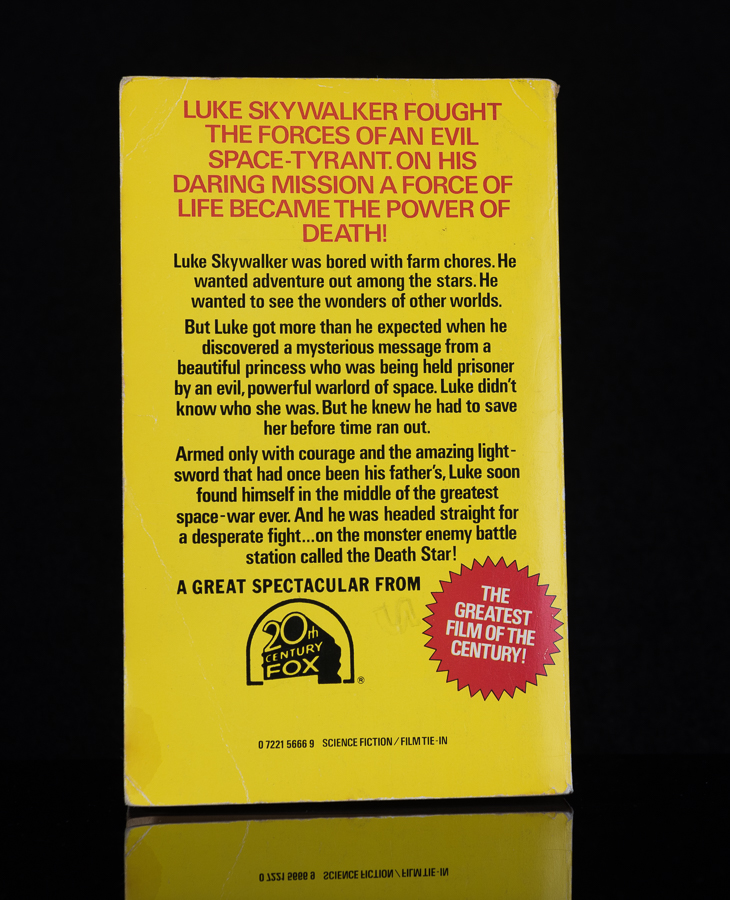 LUKE SKYWALKER FOUGHT
THE FORCES OF AN EVIL
SPACE-TYRANT. ON HIS
DARING MISSION A FORCE OF
LIFE BECAME THE POWER OF
DEATH!
Luke Skywalker was bored with farm chores. He
wanted adventure out among the stars. He
wanted to see the wonders of other worlds.
But Luke got more than he expected when he
discovered a mysterious message from a
beautiful princess who was being held prisoner
by an evil, powerful warlord of space. Luke didn't
know who she was. But he knew he had to save
her before time ran out.
Armed only with courage and the amazing light-
sword that had once been his father's, Luke soon
found himself in the middle of the greatest
space-war ever. And he was headed straight for
a desperate fight...on the monster enemy battle
station called the Death Star!
A GREAT SPECTACULAR FROM
20th
CENTURY
FOX
®
THE
GREATEST
FILM OF THE
CENTURY!
0 7221 5666 9 SCIENCE FICTION / FILM TIE-IN